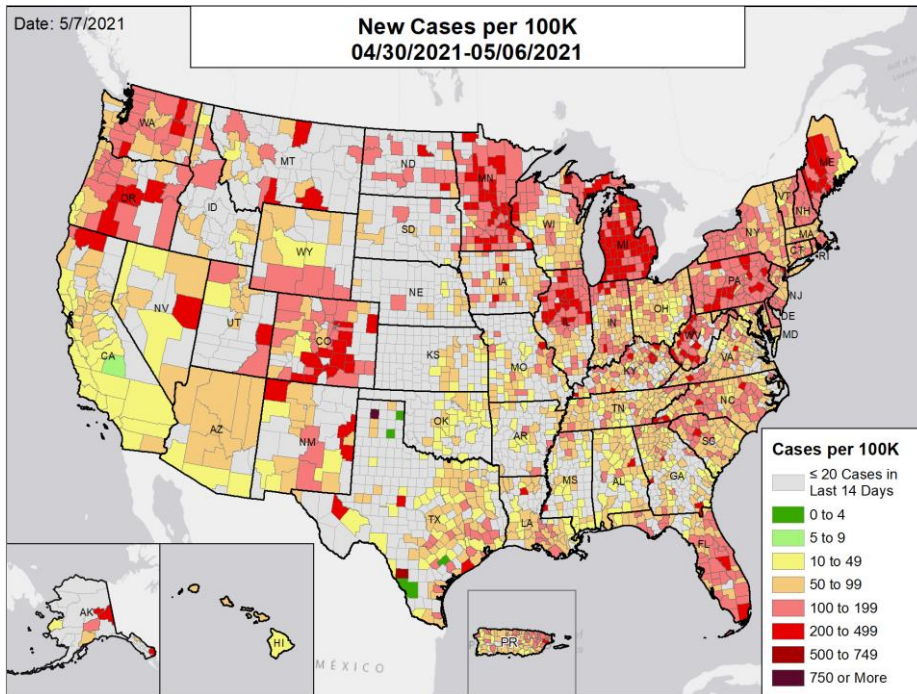 Date: 5/7/2021
New Cases per 100K
04/30/2021-05/06/2021
WA
MT
ND
MN
ME
OR
ID
SD
WI
MI
VT
NH
NY
MA
CT
RI
WY
IA
PA
NJ
NV
UT
NE
IL
IN
OH
DE
MD
CA
CO
KS
MO
KY
WV
VA
AZ
NM
OK
AR
TN
NC
SC
MS
AL
GA
TX
LA
FL
AK
HI
PR
MÉXICO
Cases per 100K
≤ 20 Cases in
Last 14 Days
0 to 4
5 to 9
10 to 49
50 to 99
100 to 199
200 to 499
500 to 749
750 or More